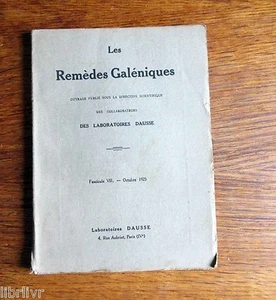 Les
Remèdes Galéniques
OUVRAGE PUBLIÉ SOUS LA DIRECTION SCIENTIFIQUE
DES COLLABORATEURS
DES LABORATOIRES DAUSSE
Fascicule VII. — Octobre 1925
Laboratoires DAUSSE
4, Rue Aubriot, Paris (IVe)
librlivr